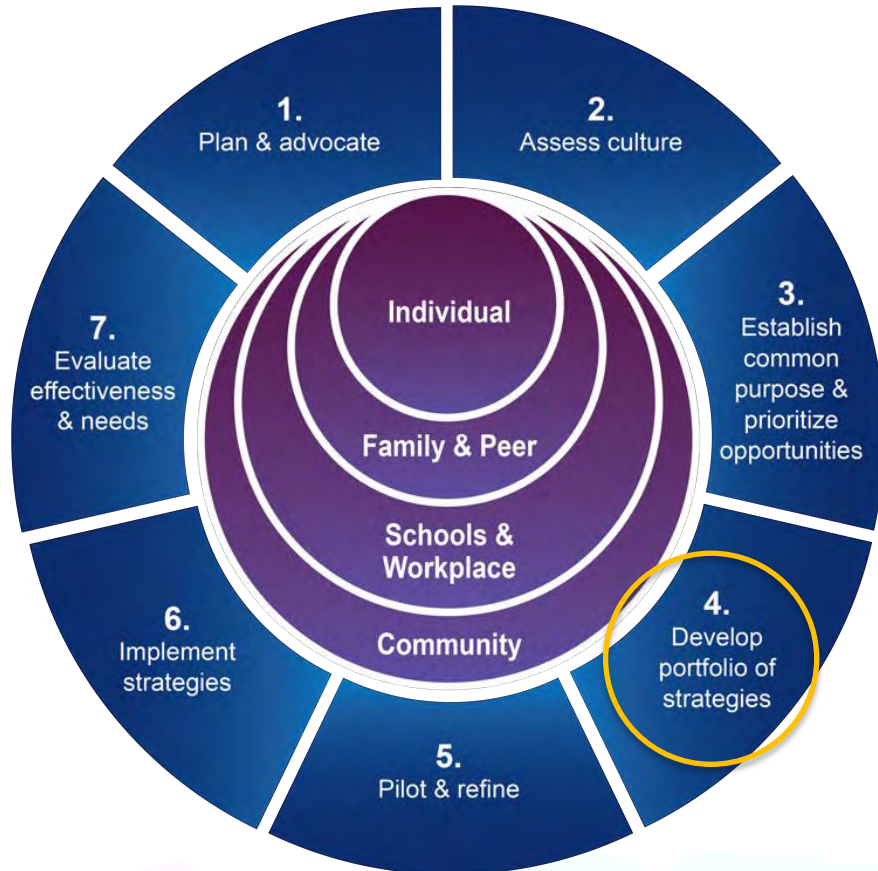 1.
Plan & advocate
2.
Assess culture
3.
Establish
common
purpose &
prioritize
opportunities
4.
Develop
portfolio of
strategies
5.
Pilot & refine
6.
Implement
strategies
7.
Evaluate
effectiveness
& needs
Individual
Family & Peer
Schools &
Workplace
Community